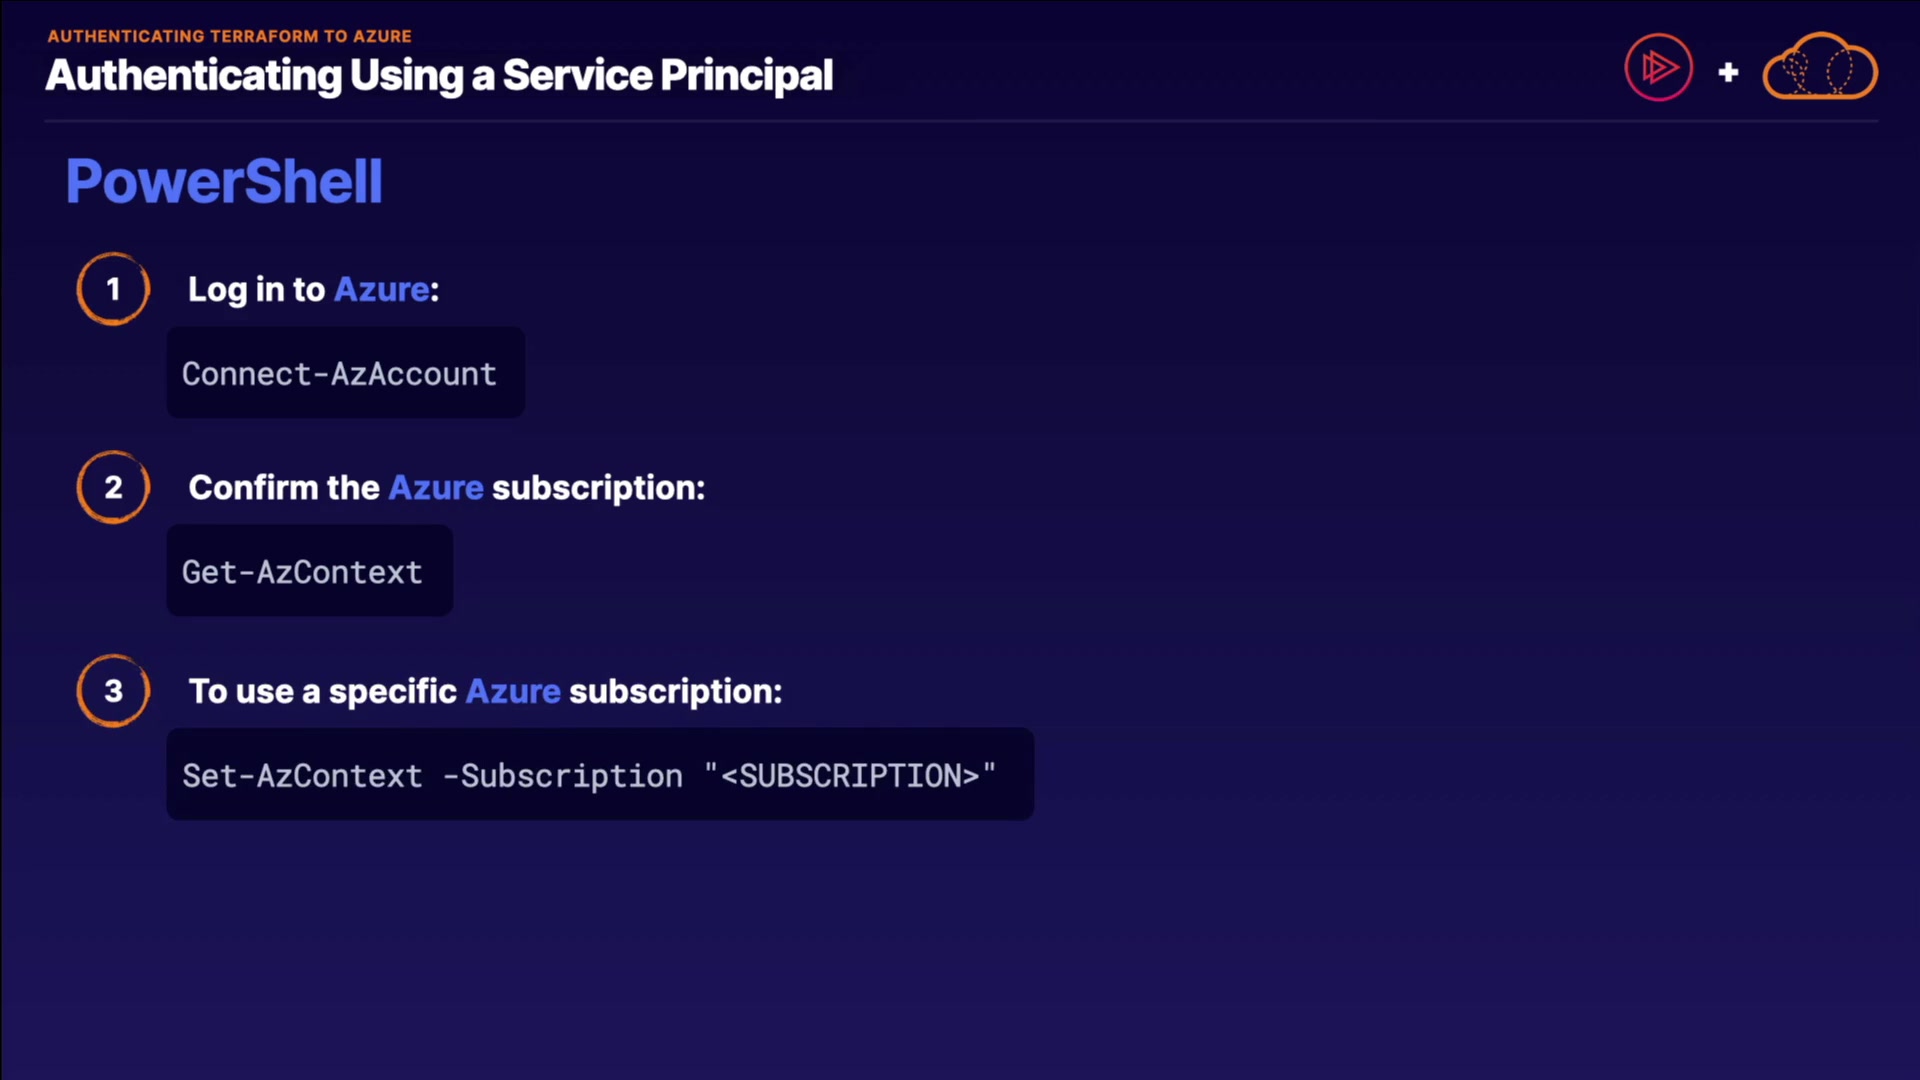 AUTHENTICATING TERRAFORM TO AZURE
Authenticating Using a Service Principal
+
PowerShell
1 Log in to Azure:
Connect-AzAccount
2 Confirm the Azure subscription:
Get-AzContext
3 To use a specific Azure subscription:
Set-AzContext -Subscription "<SUBSCRIPTION>"